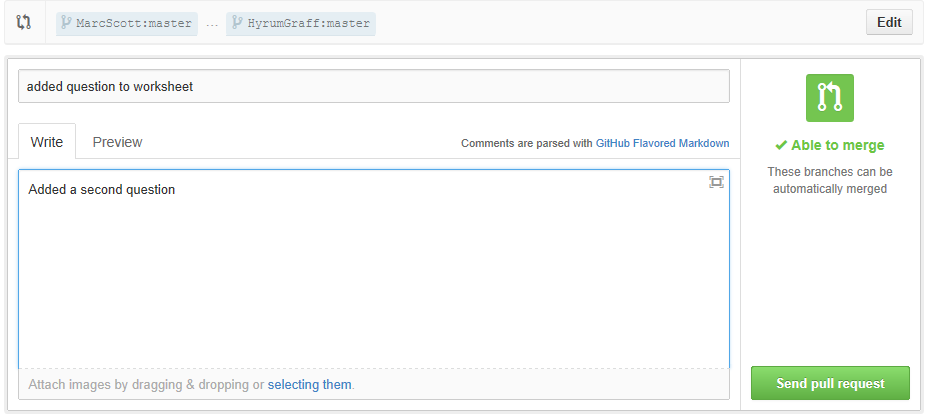 MarcScott:master ... HyrumGraff:master Edit
added question to worksheet
Write Preview Comments are parsed with GitHub Flavored Markdown
Added a second question
Attach images by dragging & dropping or selecting them.
Able to merge
These branches can be
automatically merged
Send pull request